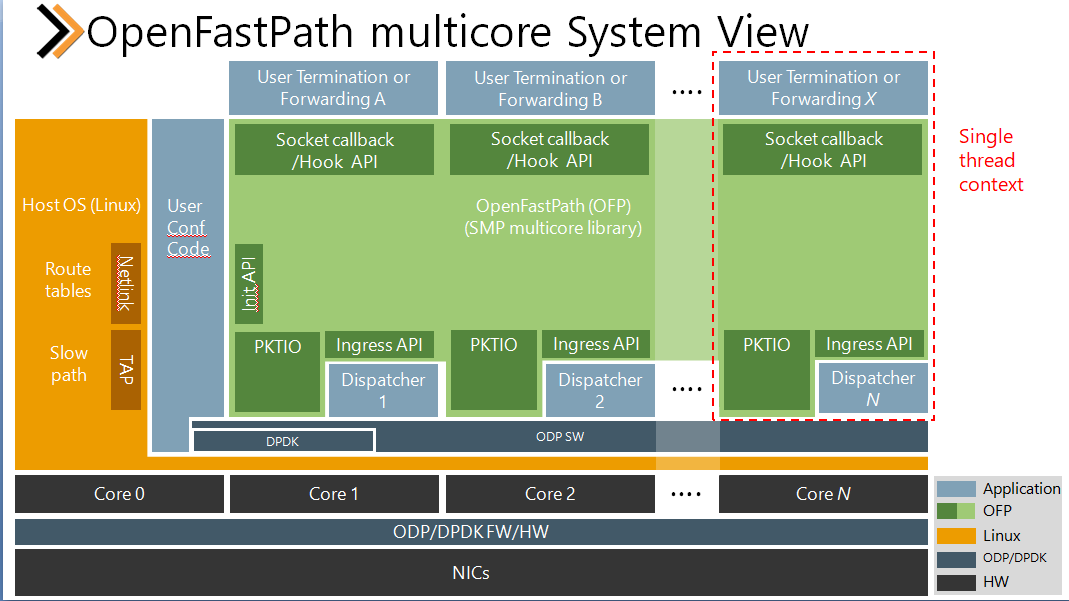 OpenFastPath multicore System View
User Termination or
Forwarding A
User Termination or
Forwarding B
....
User Termination or
Forwarding X
Single
thread
context
Socket callback
/Hook API
Socket callback
/Hook API
Socket callback
/Hook API
Host OS (Linux)
User
Conf
Code
OpenFastPath (OFP)
(SMP multicore library)
Route
tables
Netlink
Init API
Slow
path
TAP
PKTIO
Ingress API
PKTIO
Ingress API
PKTIO
Ingress API
Dispatcher
1
Dispatcher
2
....
Dispatcher
N
DPDK
ODP SW
Core 0
Core 1
Core 2
....
Core N
ODP/DPDK FW/HW
NICs
Application
OFP
Linux
ODP/DPDK
HW